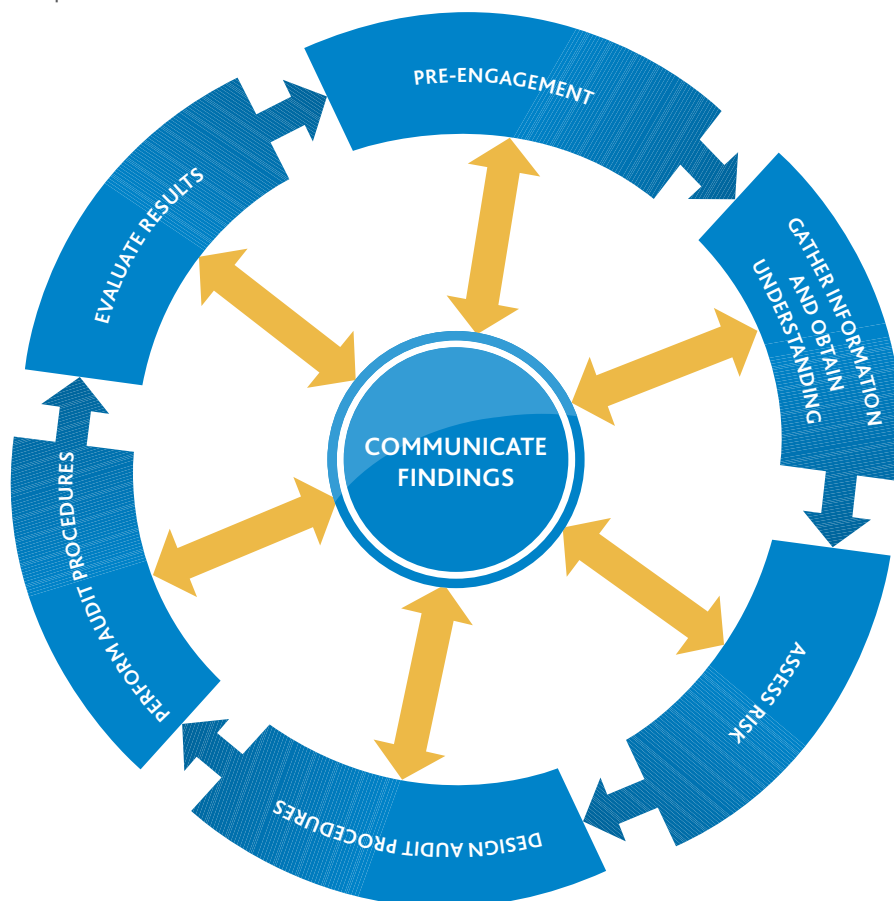 PRE-ENGAGEMENT
GATHER INFORMATION
AND OBTAIN
UNDERSTANDING
ASSESS RISK
DESIGN AUDIT PROCEDURES
PERFORM AUDIT PROCEDURES
EVALUATE RESULTS
COMMUNICATE
FINDINGS